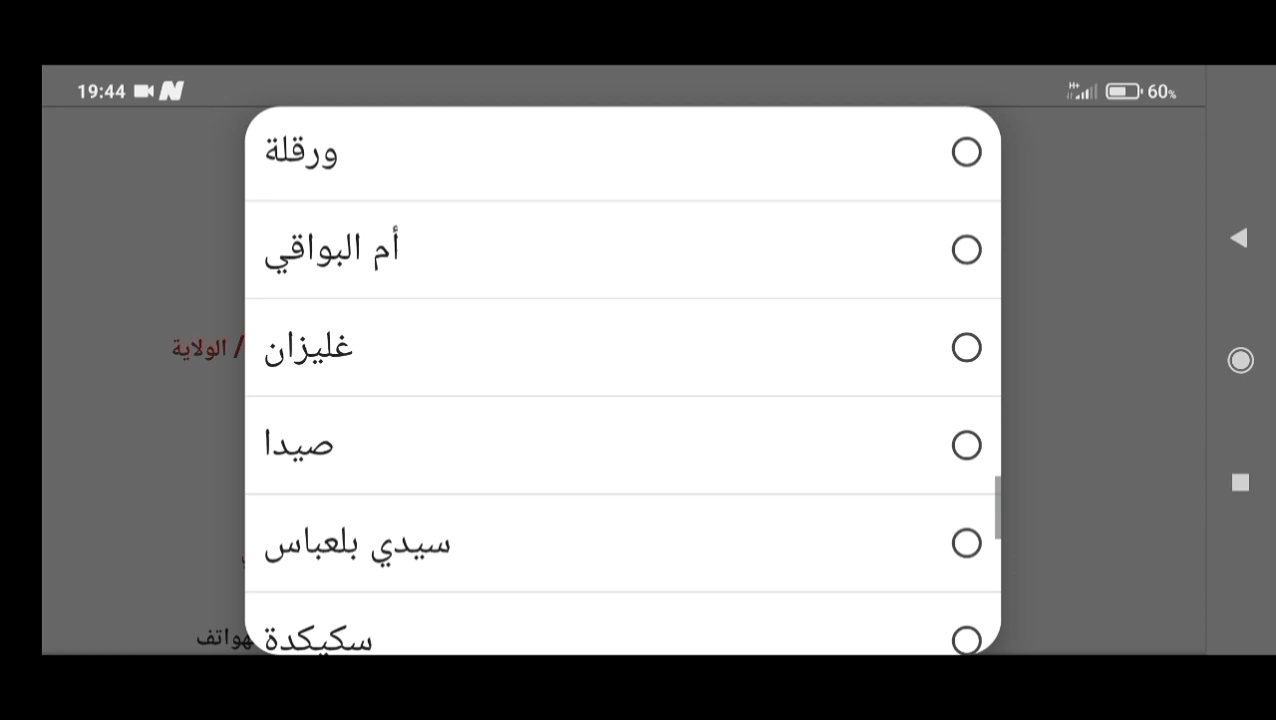 19:44
H+
60%
ورقلة
أم البواقي
غليزان
/ الولاية
صيدا
سيدي بلعباس
سكيكدة
هواتف